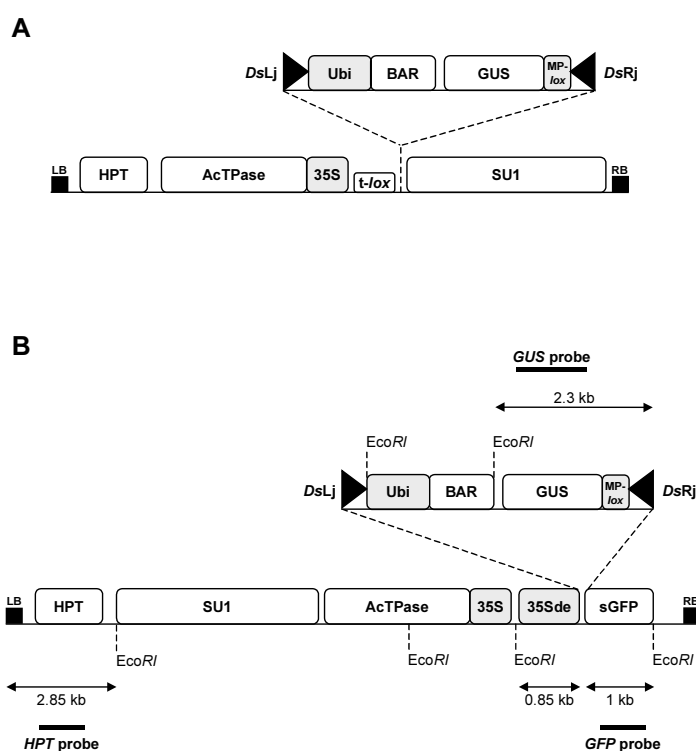 A
DsLj Ubi BAR GUS MP-lox DsRj
LB HPT AcTPase 35S t-lox SU1 RB
B
GUS probe
2.3 kb
EcoRI EcoRI
DsLj Ubi BAR GUS MP-lox DsRj
LB HPT SU1 AcTPase 35S 35Sde sGFP RB
EcoRI EcoRI EcoRI EcoRI
2.85 kb 0.85 kb 1 kb
HPT probe GFP probe